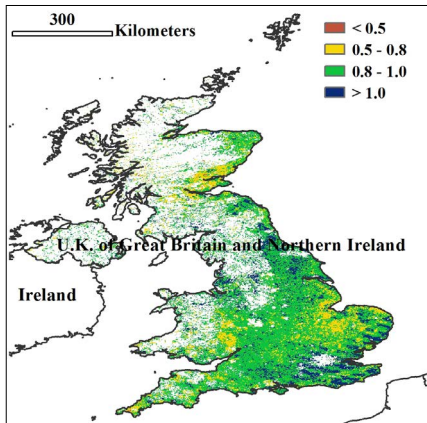 300
Kilometers
< 0.5
0.5 - 0.8
0.8 - 1.0
> 1.0
U.K. of Great Britain and Northern Ireland
Ireland